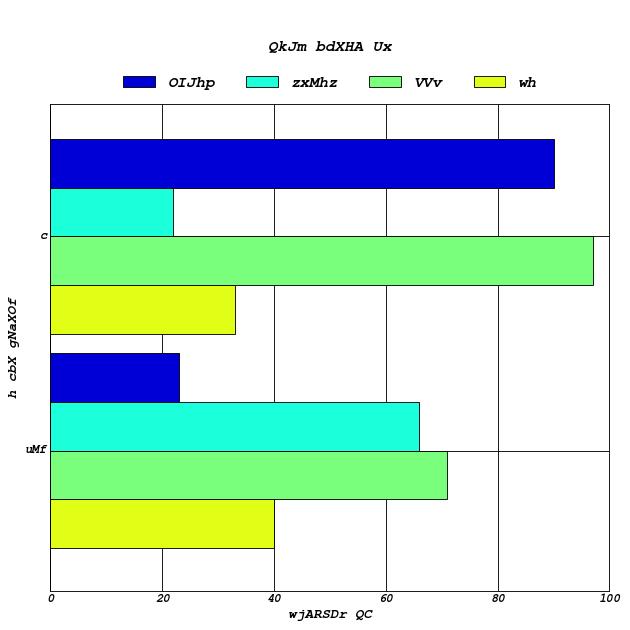 QkJm bdXHA Ux
OIJhp zxMhz VVv wh
c
uMf
h cbX gNaXOf
0 20 40 60 80 100
wjARSDr QC